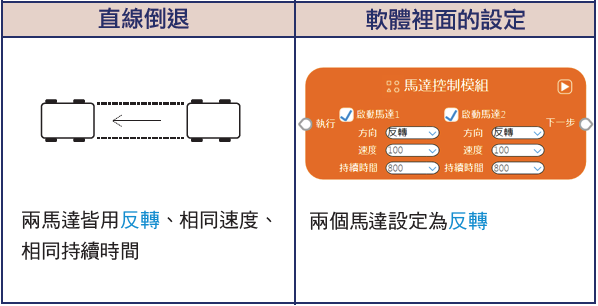 直線倒退
軟體裡面的設定
馬達控制模組
執行
啟動馬達1
啟動馬達2
下一步
方向 反轉
方向 反轉
速度 100
速度 100
持續時間 800
持續時間 800
兩馬達皆用反轉、相同速度、
相同持續時間
兩個馬達設定為反轉